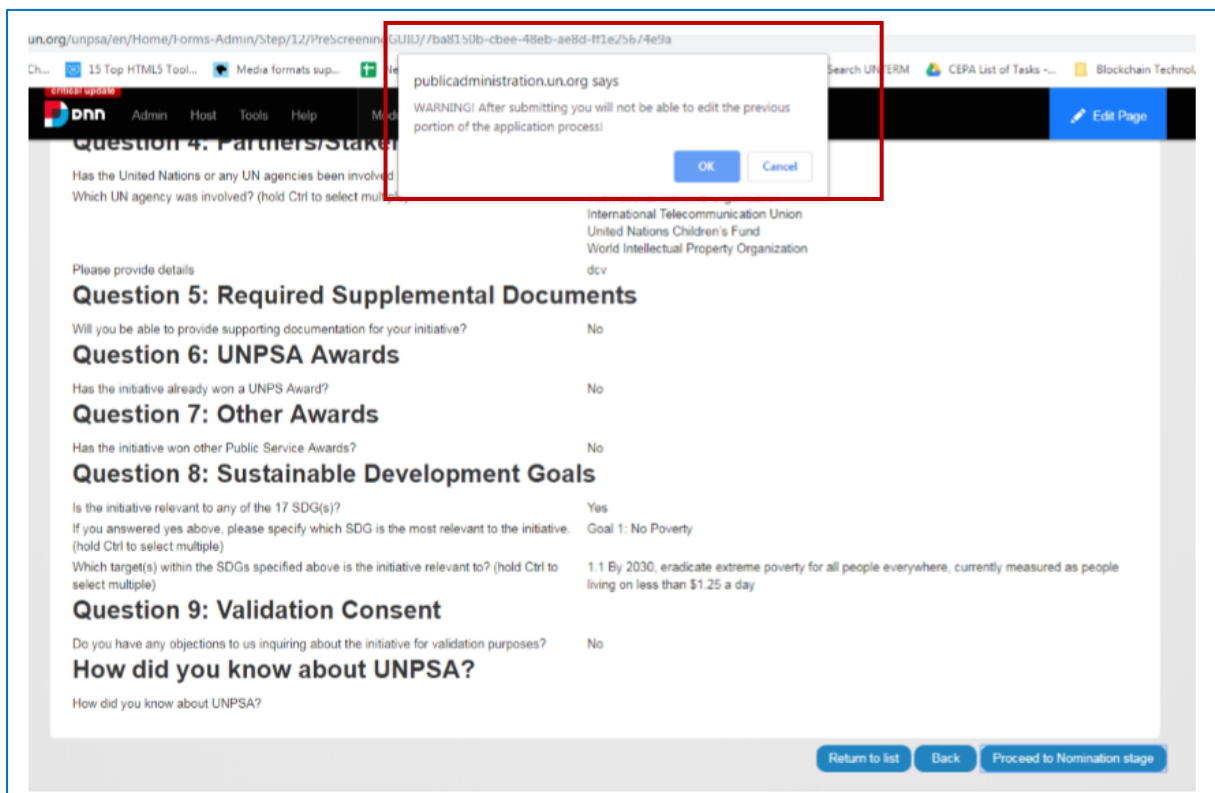 un.org/unpsa/en/Home/Forms-Admin/Step/12/PreScreeningGUID/7ba8150b-cbee-48eb-ae8d-ff1e25674e9a
Ch... 15 Top HTML5 Tool... Media formats sup... Ne Search UNTERM CEPA List of Tasks -... Blockchain Technol
publicadministration.un.org says
WARNING! After submitting you will not be able to edit the previous
portion of the application process!
OK Cancel
critical update
DNN Admin Host Tools Help Mod Edit Page
Question 4: Partners/Staker
Has the United Nations or any UN agencies been involved
Which UN agency was involved? (hold Ctrl to select multiple)
International Telecommunication Union
United Nations Children's Fund
World Intellectual Property Organization
Please provide details dcv
Question 5: Required Supplemental Documents
Will you be able to provide supporting documentation for your initiative? No
Question 6: UNPSA Awards
Has the initiative already won a UNPS Award? No
Question 7: Other Awards
Has the initiative won other Public Service Awards? No
Question 8: Sustainable Development Goals
Is the initiative relevant to any of the 17 SDG(s)? Yes
If you answered yes above, please specify which SDG is the most relevant to the initiative. Goal 1: No Poverty
(hold Ctrl to select multiple)
Which target(s) within the SDGs specified above is the initiative relevant to? (hold Ctrl to 1.1 By 2030, eradicate extreme poverty for all people everywhere, currently measured as people
select multiple) living on less than $1.25 a day
Question 9: Validation Consent
Do you have any objections to us inquiring about the initiative for validation purposes? No
How did you know about UNPSA?
How did you know about UNPSA?
Return to list Back Proceed to Nomination stage